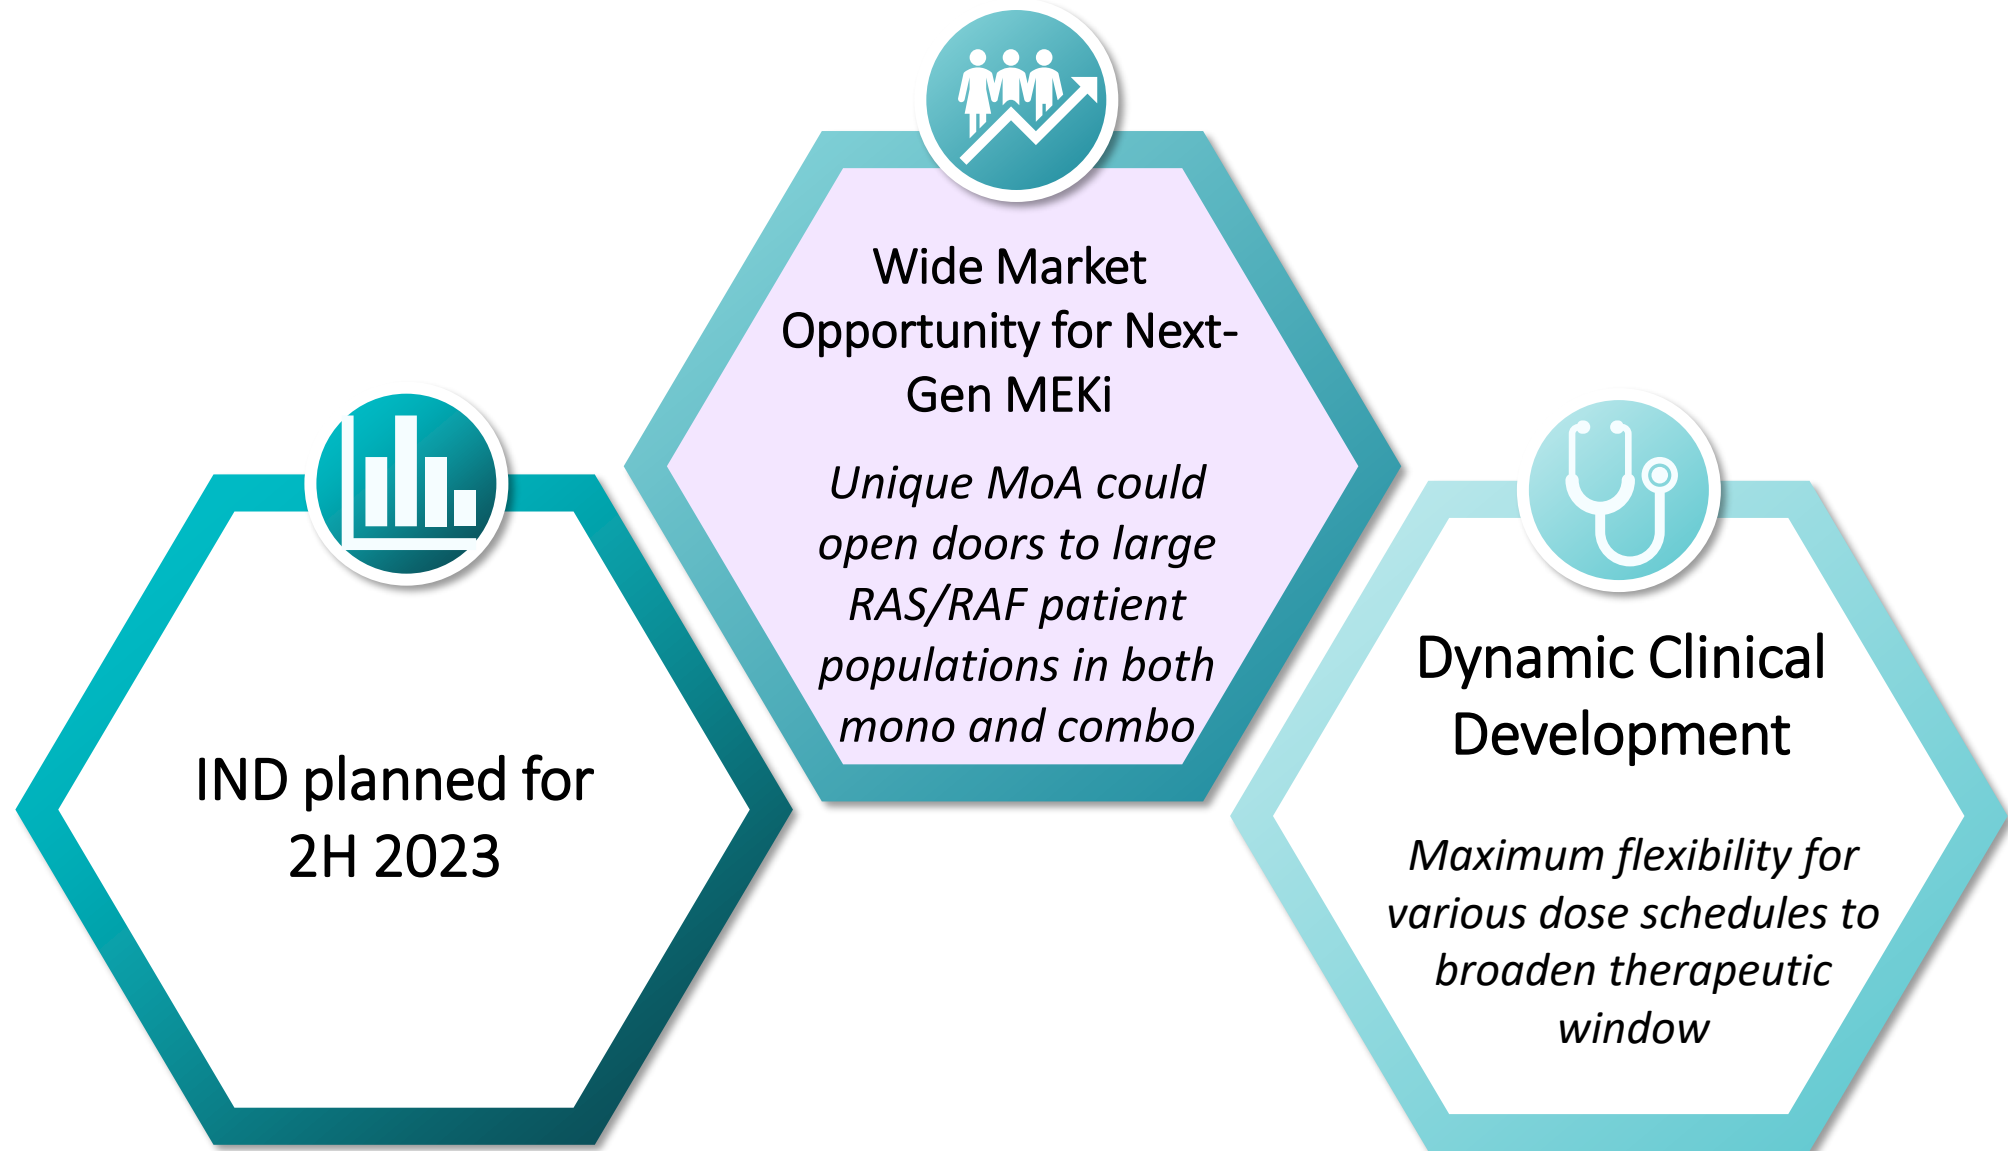 IND planned for
2H 2023
Wide Market
Opportunity for Next-
Gen MEKi
Unique MoA could
open doors to large
RAS/RAF patient
populations in both
mono and combo
Dynamic Clinical
Development
Maximum flexibility for
various dose schedules to
broaden therapeutic
window